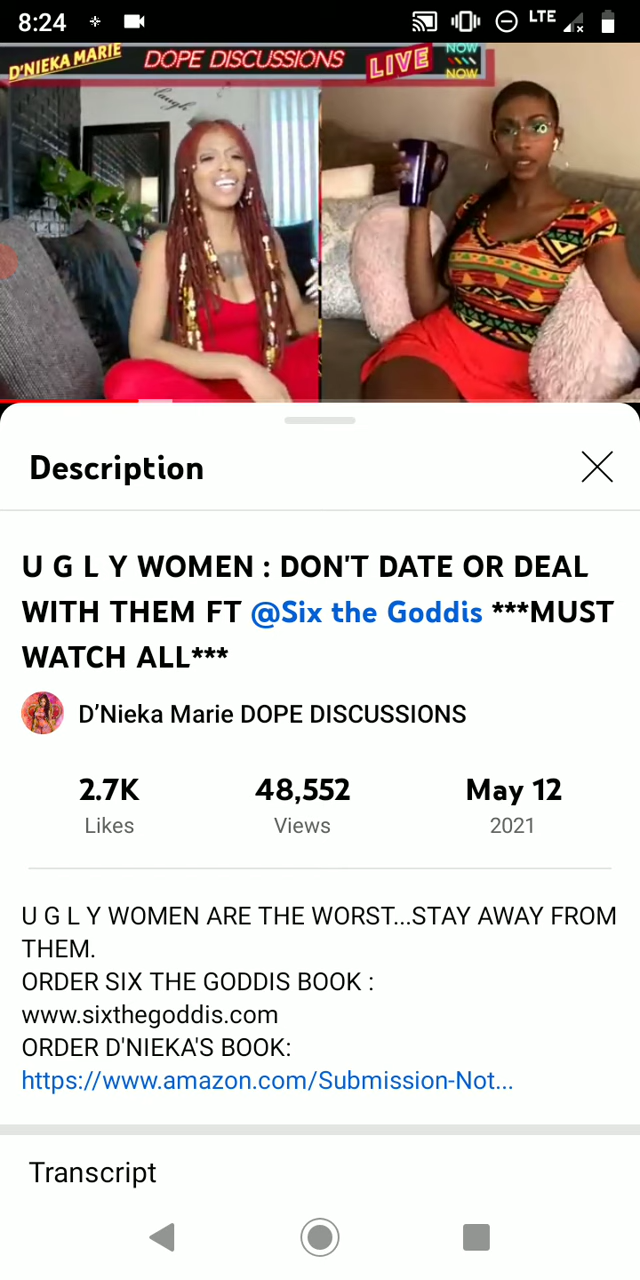 8:24
LTE
D'NIEKA MARIE DOPE DISCUSSIONS LIVE NOW
NOW
laugh
Description
U G L Y WOMEN : DON'T DATE OR DEAL
WITH THEM FT @Six the Goddis ***MUST
WATCH ALL***
D’Nieka Marie DOPE DISCUSSIONS
2.7K 48,552 May 12
Likes Views 2021
U G L Y WOMEN ARE THE WORST...STAY AWAY FROM
THEM.
ORDER SIX THE GODDIS BOOK :
www.sixthegoddis.com
ORDER D'NIEKA'S BOOK:
https://www.amazon.com/Submission-Not...
Transcript